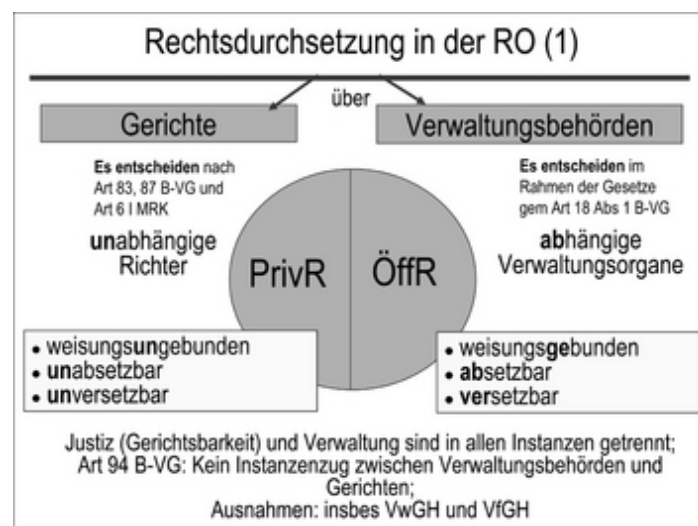 Rechtsdurchsetzung in der RO (1)
über
Gerichte
Es entscheiden nach
Art 83, 87 B-VG und
Art 6 I MRK
unabhängige
Richter
Verwaltungsbehörden
Es entscheiden im
Rahmen der Gesetze
gem Art 18 Abs 1 B-VG
abhängige
Verwaltungsorgane
PrivR
ÖffR
• weisungsungebunden
• unabsetzbar
• unversetzbar
• weisungsgebunden
• absetzbar
• versetzbar
Justiz (Gerichtsbarkeit) und Verwaltung sind in allen Instanzen getrennt;
Art 94 B-VG: Kein Instanzenzug zwischen Verwaltungsbehörden und
Gerichten;
Ausnahmen: insbes VwGH und VfGH